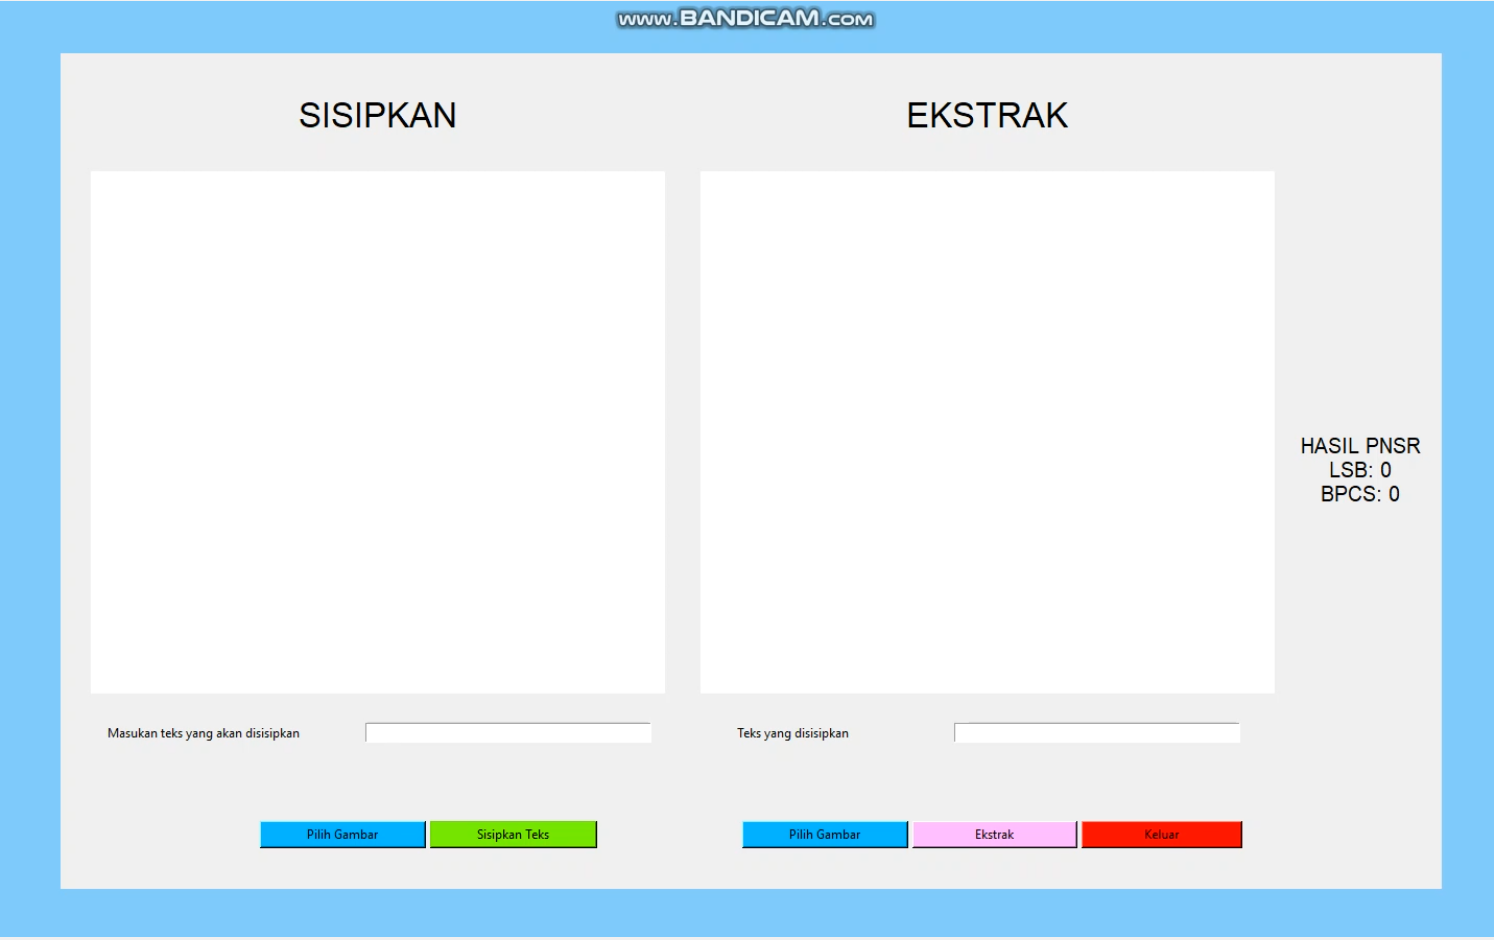 www.BANDICAM.com
SISIPKAN
EKSTRAK
HASIL PNSR
LSB: 0
BPCS: 0
Masukan teks yang akan disisipkan
Teks yang disisipkan
Pilih Gambar
Sisipkan Teks
Pilih Gambar
Ekstrak
Keluar